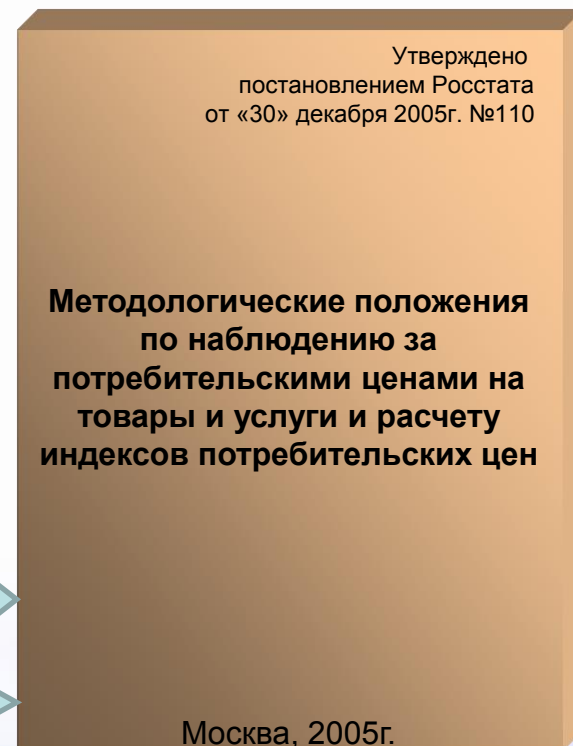 Утверждено
постановлением Росстата
от «30» декабря 2005г. №110
Методологические положения
по наблюдению за
потребительскими ценами на
товары и услуги и расчету
индексов потребительских цен
Москва, 2005г.